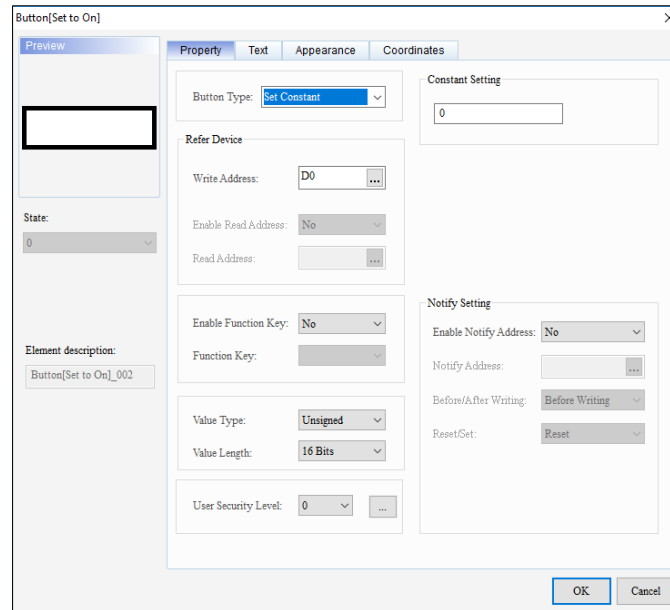 Button[Set to On]
Preview
State:
0
Element description:
Button[Set to On]_002
Property Text Appearance Coordinates
Button Type: Set Constant
Refer Device
Write Address: D0 ...
Enable Read Address: No
Read Address: ...
Enable Function Key: No
Function Key:
Value Type: Unsigned
Value Length: 16 Bits
User Security Level: 0 ...
Constant Setting
0
Notify Setting
Enable Notify Address: No
Notify Address: ...
Before/After Writing: Before Writing
Reset/Set: Reset
OK Cancel